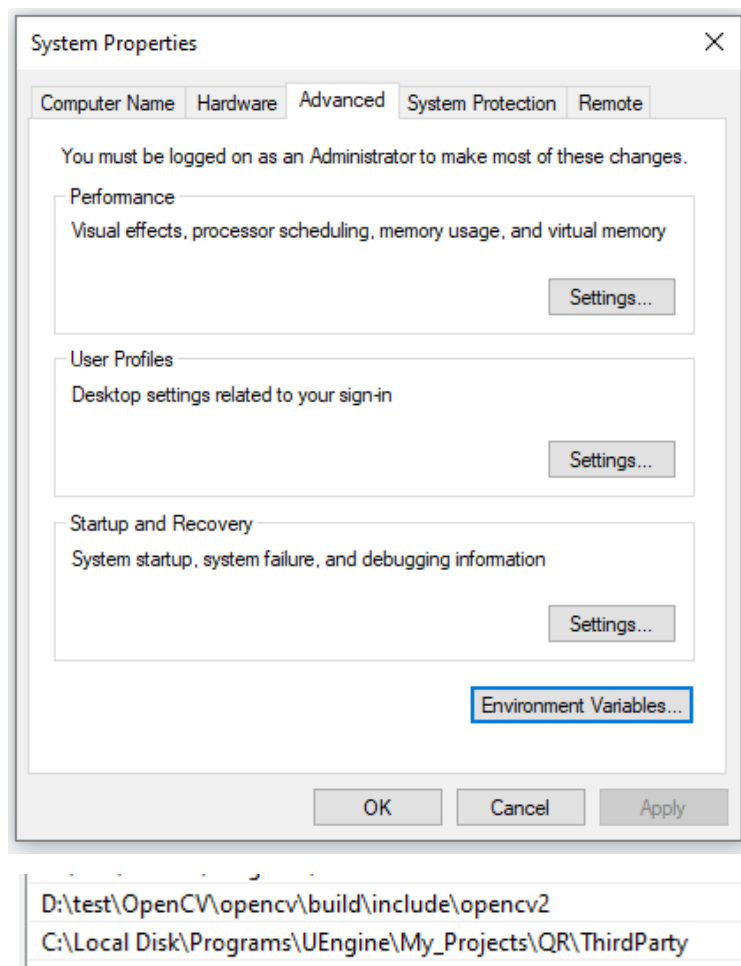 System Properties
Computer Name Hardware Advanced System Protection Remote
You must be logged on as an Administrator to make most of these changes.
Performance
Visual effects, processor scheduling, memory usage, and virtual memory
Settings...
User Profiles
Desktop settings related to your sign-in
Settings...
Startup and Recovery
System startup, system failure, and debugging information
Settings...
Environment Variables...
OK Cancel Apply
D:\test\OpenCV\opencv\build\include\opencv2
C:\Local Disk\Programs\UEngine\My_Projects\QR\ThirdParty